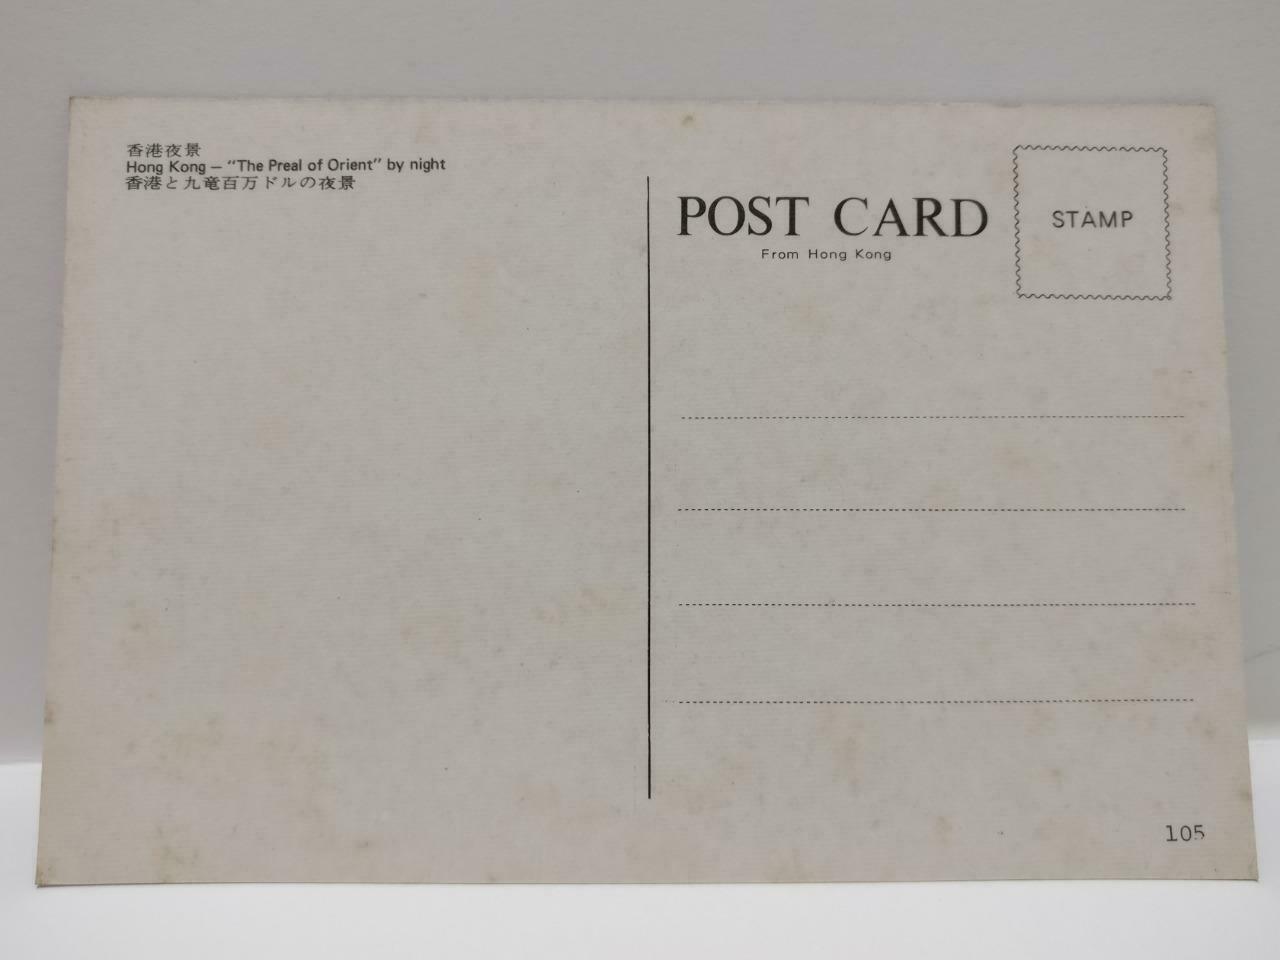 香港夜景
Hong Kong – "The Preal of Orient" by night
香港と九竜百万ドルの夜景
POST CARD
From Hong Kong
STAMP
105